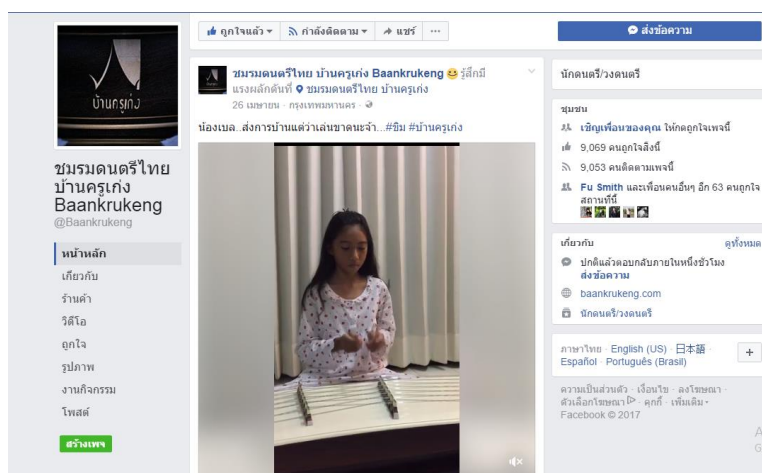 บ้านครูเก่ง
ชมรมดนตรีไทย
บ้านครูเก่ง
Baankrukeng
@Baankrukeng
หน้าหลัก
เกี่ยวกับ
ร้านค้า
วิดีโอ
ถูกใจ
รูปภาพ
งานกิจกรรม
โพสต์
สร้างเพจ
ถูกใจแล้ว
กำลังติดตาม
แชร์
ชมรมดนตรีไทย บ้านครูเก่ง Baankrukeng รู้สึกมี
แรงผลักดันที่ ชมรมดนตรีไทย บ้านครูเก่ง
26 เมษายน · กรุงเทพมหานคร ·
น้องเบล..ส่งการบ้านแต่ว่าเล่นขาดนะจ๊า...#ขิม #บ้านครูเก่ง
ส่งข้อความ
นักดนตรี/วงดนตรี
ชุมชน
เชิญเพื่อนของคุณ ให้กดถูกใจเพจนี้
9,069 คนถูกใจสิ่งนี้
9,053 คนติดตามเพจนี้
Fu Smith และเพื่อนคนอื่นๆ อีก 63 คนถูกใจ
สถานที่นี้
เกี่ยวกับ ดูทั้งหมด
ปกติแล้วตอบกลับภายในหนึ่งชั่วโมง
ส่งข้อความ
baankrukeng.com
นักดนตรี/วงดนตรี
ภาษาไทย · English (US) · 日本語 ·
Español · Português (Brasil)
ความเป็นส่วนตัว · เงื่อนไข · ลงโฆษณา ·
ตัวเลือกโฆษณา · คุกกี้ · เพิ่มเติม
Facebook © 2017